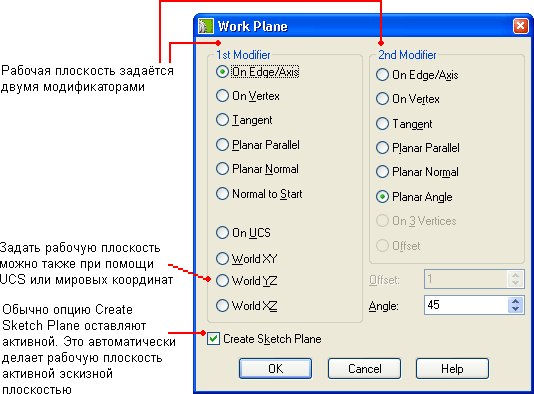 Work Plane
Рабочая плоскость задаётся
двумя модификаторами
1st Modifier
On Edge/Axis
On Vertex
Tangent
Planar Parallel
Planar Normal
Normal to Start
On UCS
World XY
World YZ
World XZ
2nd Modifier
On Edge/Axis
On Vertex
Tangent
Planar Parallel
Planar Normal
Planar Angle
On 3 Vertices
Offset
Offset: 1
Angle: 45
Задать рабочую плоскость
можно также при помощи
UCS или мировых координат
Обычно опцию Create
Sketch Plane оставляют
активной. Это автоматически
делает рабочую плоскость
активной эскизной
плоскостью
Create Sketch Plane
OK
Cancel
Help